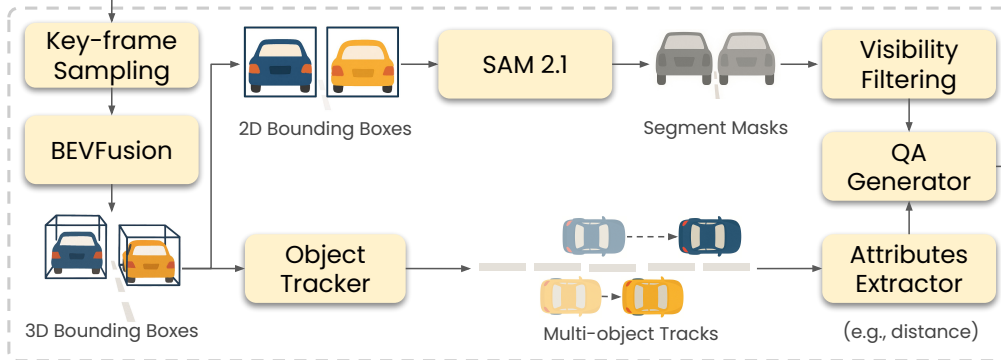 Key-frame
Sampling
BEVFusion
3D Bounding Boxes
2D Bounding Boxes
SAM 2.1
Segment Masks
Visibility
Filtering
QA
Generator
Object
Tracker
Multi-object Tracks
Attributes
Extractor
(e.g., distance)